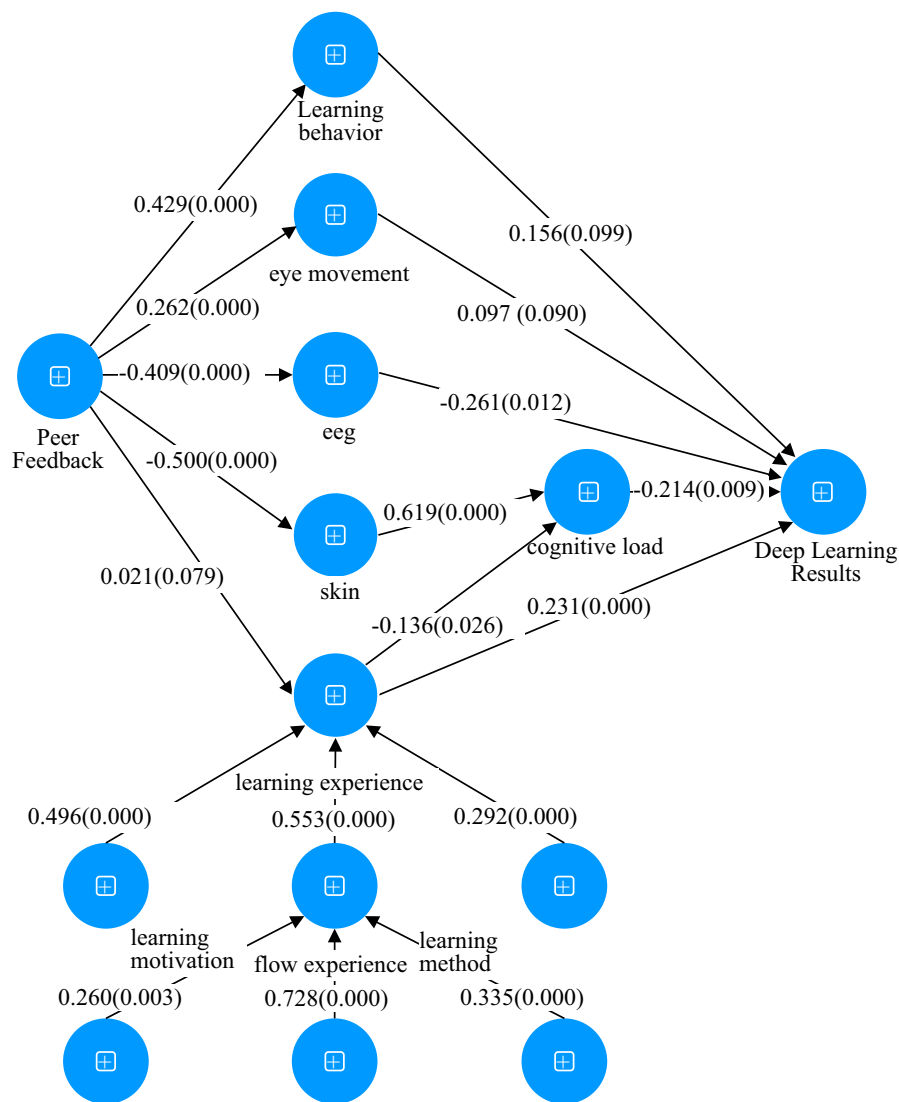 Learning
behavior
0.429(0.000)
0.156(0.099)
eye movement
0.262(0.000)
0.097 (0.090)
-0.409(0.000)
-0.261(0.012)
Peer
Feedback
eeg
-0.500(0.000)
-0.214(0.009)
0.619(0.000)
cognitive load
Deep Learning
Results
0.021(0.079)
skin
0.231(0.000)
-0.136(0.026)
learning experience
0.496(0.000)
0.553(0.000)
0.292(0.000)
learning
motivation
flow experience
learning
method
0.260(0.003)
0.728(0.000)
0.335(0.000)